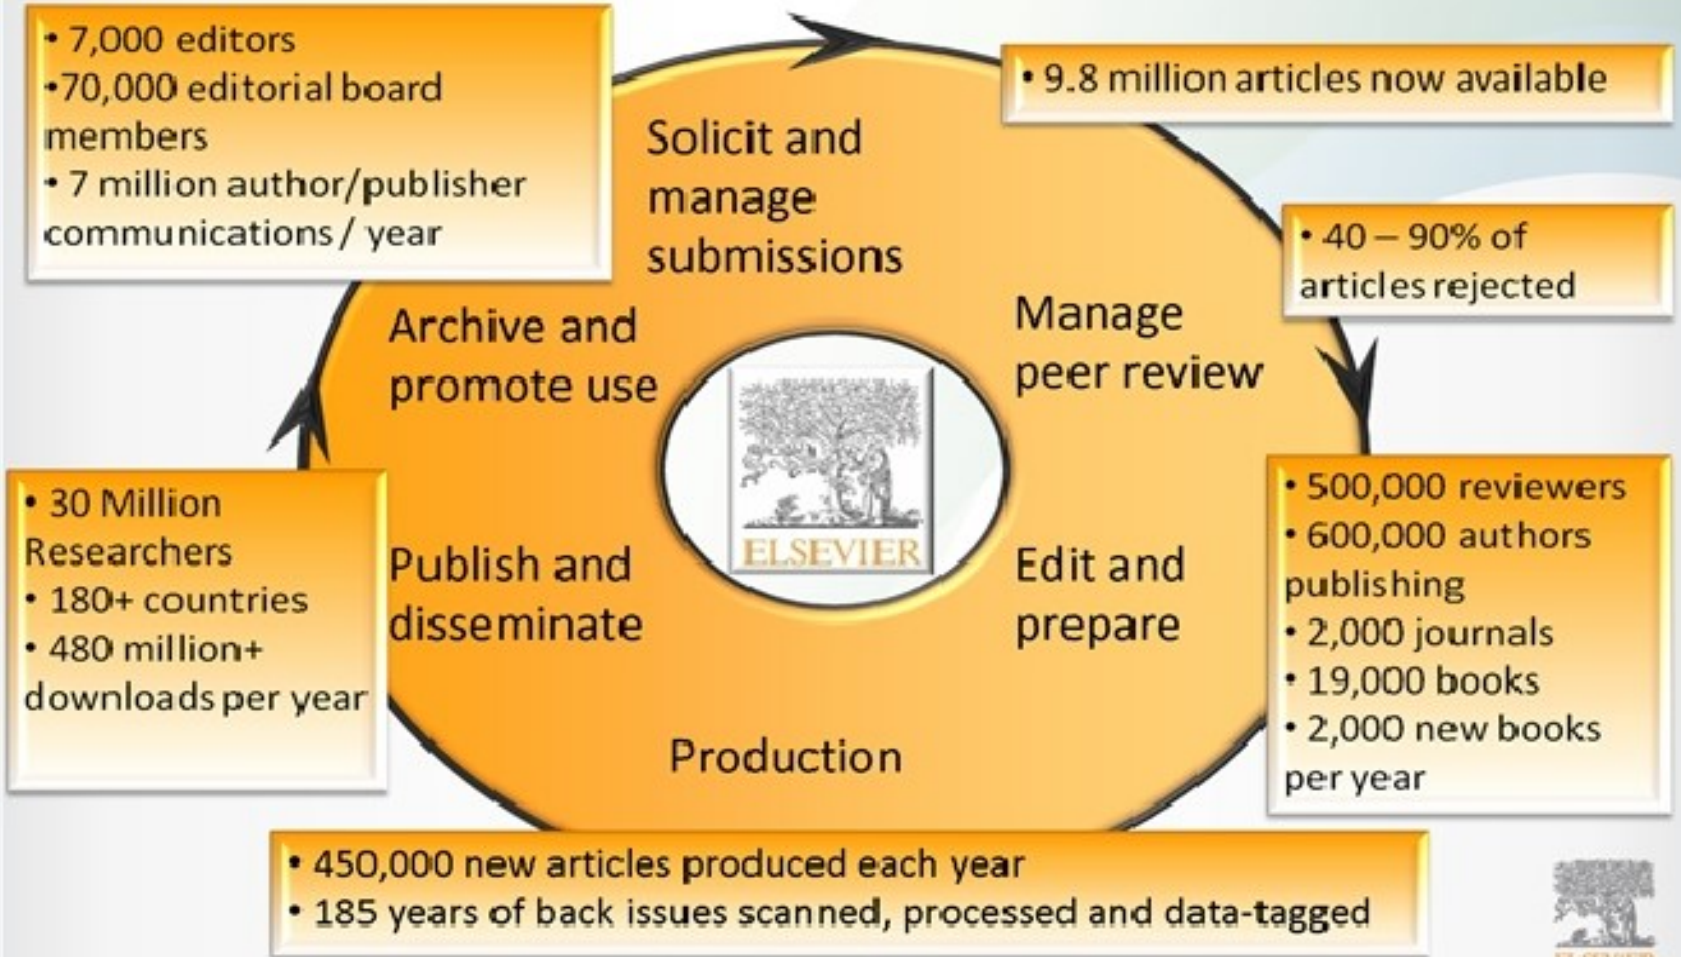 • 7,000 editors
•70,000 editorial board
members
• 7 million author/publisher
communications / year
• 9.8 million articles now available
Solicit and
manage
submissions
• 40 – 90% of
articles rejected
Archive and
promote use
Manage
peer review
ELSEVIER
• 30 Million
Researchers
• 180+ countries
• 480 million+
downloads per year
Publish and
disseminate
Edit and
prepare
• 500,000 reviewers
• 600,000 authors
publishing
• 2,000 journals
• 19,000 books
• 2,000 new books
per year
Production
• 450,000 new articles produced each year
• 185 years of back issues scanned, processed and data-tagged